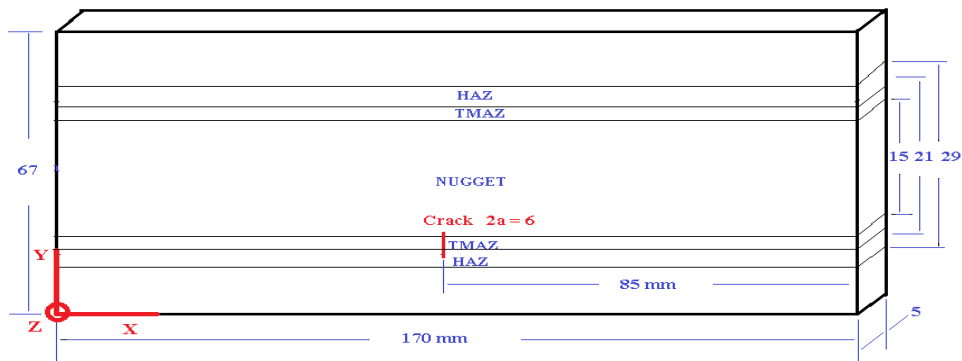 HAZ
TMAZ
67
15 21 29
NUGGET
Crack 2a = 6
Y
TMAZ
HAZ
85 mm
Z
X
5
170 mm